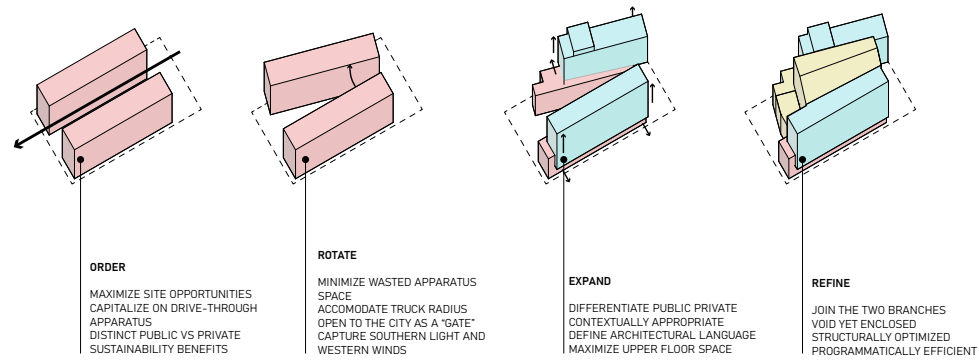 ORDER
MAXIMIZE SITE OPPORTUNITIES
CAPITALIZE ON DRIVE-THROUGH
APPARATUS
DISTINCT PUBLIC VS PRIVATE
SUSTAINABILITY BENEFITS
ROTATE
MINIMIZE WASTED APPARATUS
SPACE
ACCOMODATE TRUCK RADIUS
OPEN TO THE CITY AS A “GATE”
CAPTURE SOUTHERN LIGHT AND
WESTERN WINDS
EXPAND
DIFFERENTIATE PUBLIC PRIVATE
CONTEXTUALLY APPROPRIATE
DEFINE ARCHITECTURAL LANGUAGE
MAXIMIZE UPPER FLOOR SPACE
REFINE
JOIN THE TWO BRANCHES
VOID YET ENCLOSED
STRUCTURALLY OPTIMIZED
PROGRAMMATICALLY EFFICIENT